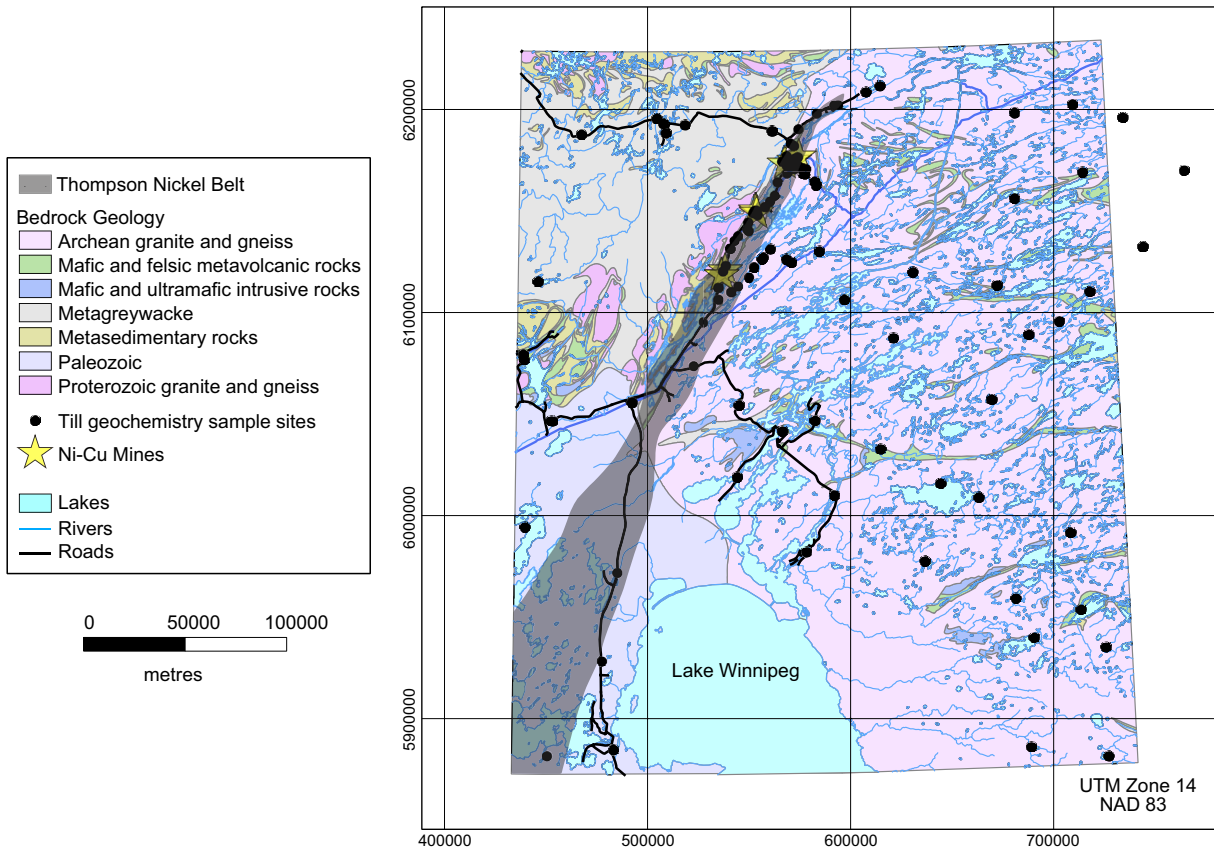 Thompson Nickel Belt
Bedrock Geology
Archean granite and gneiss
Mafic and felsic metavolcanic rocks
Mafic and ultramafic intrusive rocks
Metagreywacke
Metasedimentary rocks
Paleozoic
Proterozoic granite and gneiss
Till geochemistry sample sites
Ni-Cu Mines
Lakes
Rivers
Roads
0 50000 100000
metres
6200000
6100000
6000000
5900000
Lake Winnipeg
UTM Zone 14
NAD 83
400000 500000 600000 700000